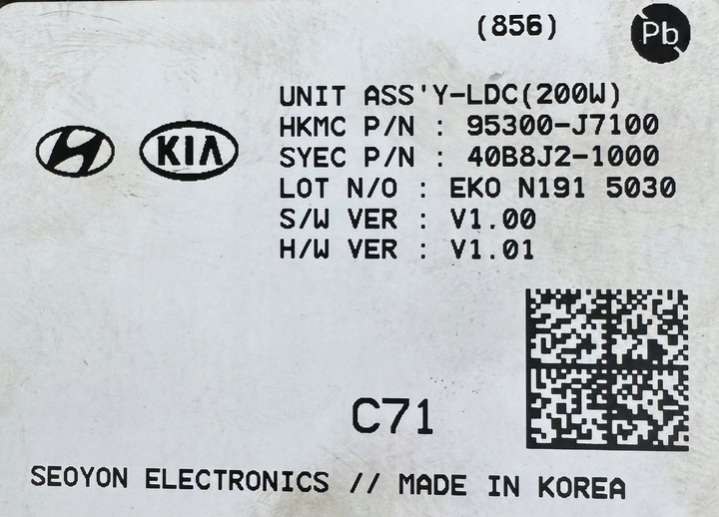 (856)
Pb
UNIT ASS'Y-LDC(200W)
HKMC P/N : 95300-J7100
KIA
SYEC P/N : 40B8J2-1000
LOT N/O : EKO N191 5030
S/W VER : V1.00
H/W VER : V1.01
C71
SEOYON ELECTRONICS // MADE IN KOREA